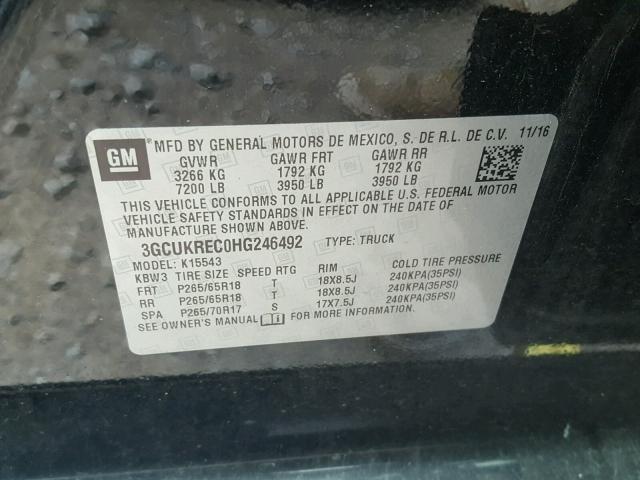 GM
MFD BY GENERAL MOTORS DE MEXICO, S. DE R.L. DE C.V. 11/16
GVWR GAWR FRT GAWR RR
3266 KG 1792 KG 1792 KG
7200 LB 3950 LB 3950 LB
THIS VEHICLE CONFORMS TO ALL APPLICABLE U.S. FEDERAL MOTOR
VEHICLE SAFETY STANDARDS IN EFFECT ON THE DATE OF
MANUFACTURE SHOWN ABOVE.
3GCUKREC0HG246492 TYPE: TRUCK
MODEL: K15543
KBW3 TIRE SIZE SPEED RTG RIM COLD TIRE PRESSURE
FRT P265/65R18 T 18X8.5J 240KPA(35PSI)
RR P265/65R18 T 18X8.5J 240KPA(35PSI)
SPA P265/70R17 S 17X7.5J 240KPA(35PSI)
SEE OWNER'S MANUAL FOR MORE INFORMATION.